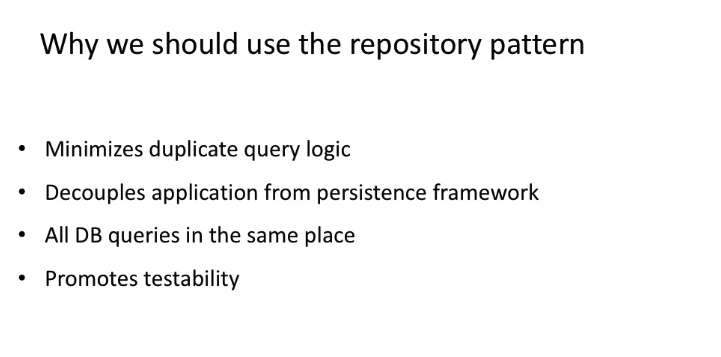 Why we should use the repository pattern
• Minimizes duplicate query logic
• Decouples application from persistence framework
• All DB queries in the same place
• Promotes testability